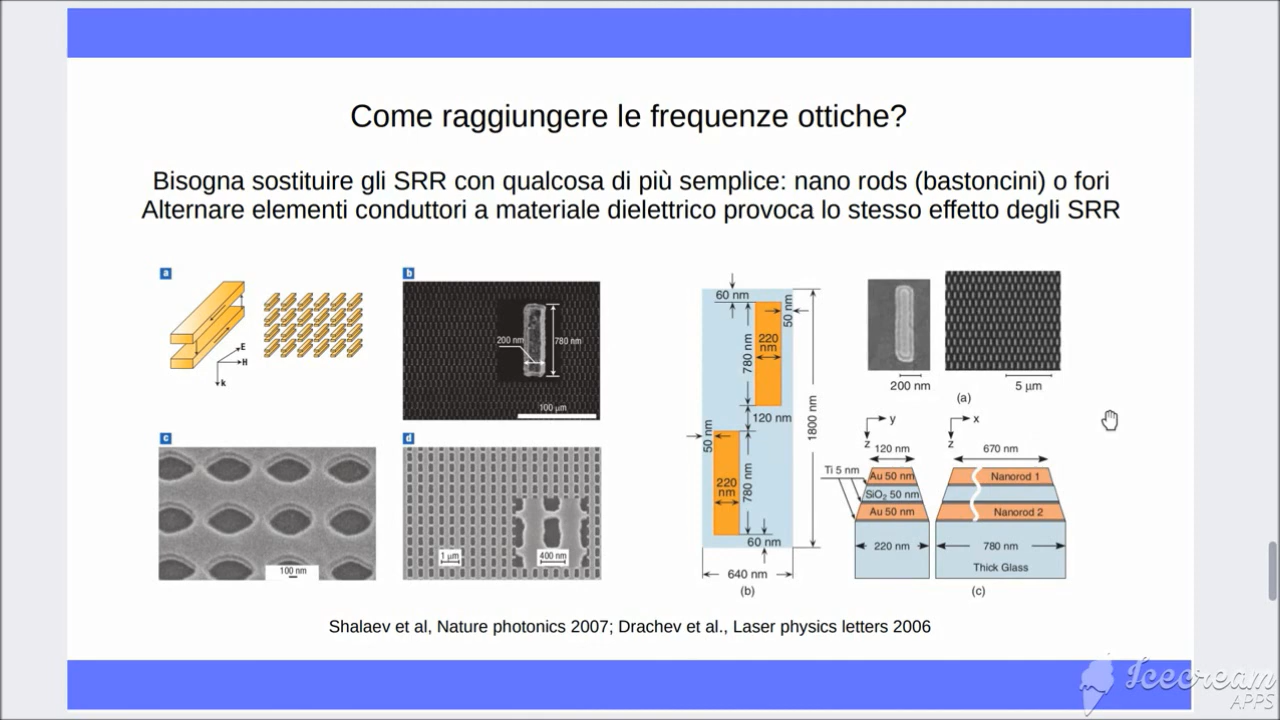 Come raggiungere le frequenze ottiche?
Bisogna sostituire gli SRR con qualcosa di più semplice: nano rods (bastoncini) o fori
Alternare elementi conduttori a materiale dielettrico provoca lo stesso effetto degli SRR
a
E
H
k
b
200 nm
780 nm
100 µm
c
100 nm
d
1 µm
400 nm
60 nm
50 nm
780 nm
220
nm
120 nm
1800 nm
50 nm
220
nm
780 nm
60 nm
640 nm
(b)
200 nm
5 µm
(a)
y
z
120 nm
x
z
670 nm
Ti 5 nm
Au 50 nm
SiO₂ 50 nm
Au 50 nm
220 nm
Nanorod 1
Nanorod 2
780 nm
Thick Glass
(c)
Shalaev et al, Nature photonics 2007; Drachev et al., Laser physics letters 2006
Icecream
APPS